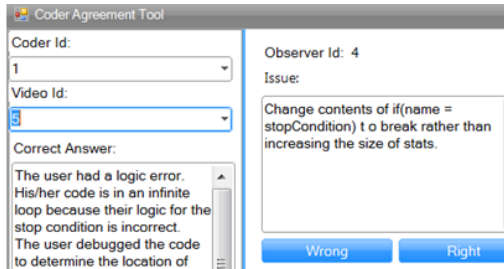 Coder Agreement Tool
Coder Id:
1
Video Id:
5
Correct Answer:
The user had a logic error.
His/her code is in an infinite
loop because their logic for the
stop condition is incorrect.
The user debugged the code
to determine the location of
Observer Id: 4
Issue:
Change contents of if(name =
stopCondition) t o break rather than
increasing the size of stats.
Wrong
Right